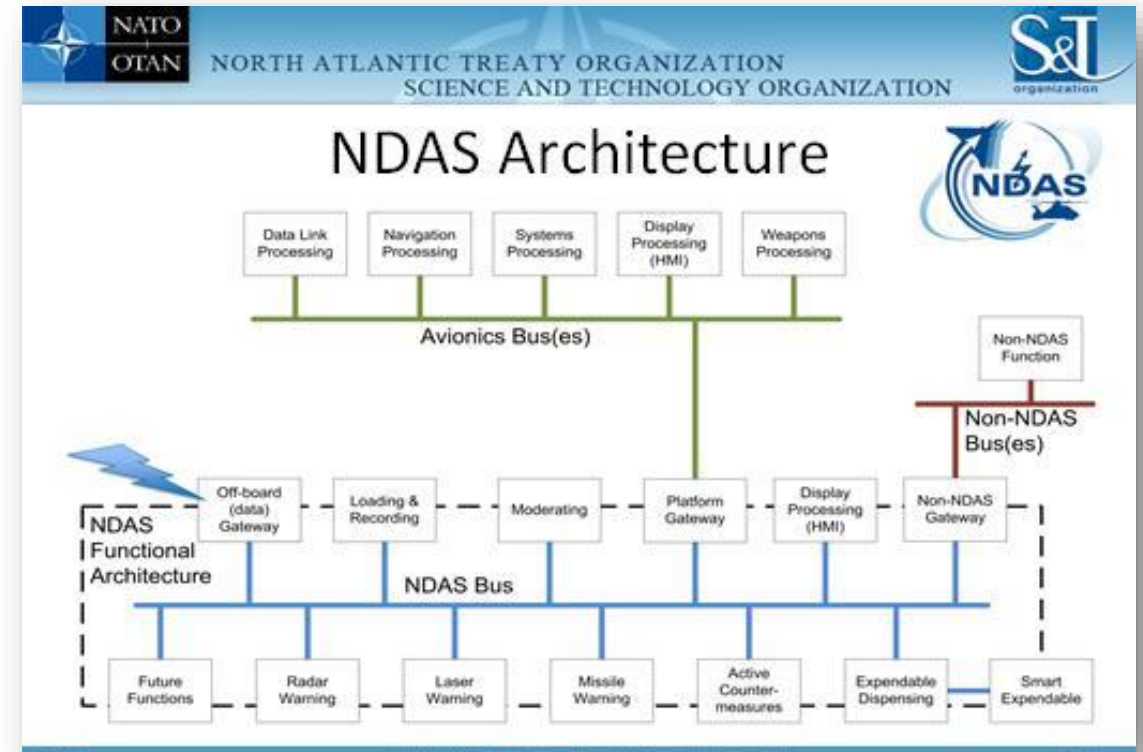 NATO
OTAN
NORTH ATLANTIC TREATY ORGANIZATION
SCIENCE AND TECHNOLOGY ORGANIZATION
S&T
organization
NDAS Architecture
NDAS
Data Link
Processing
Navigation
Processing
Systems
Processing
Display
Processing
(HMI)
Weapons
Processing
Avionics Bus(es)
Non-NDAS
Function
Non-NDAS
Bus(es)
Off-board
(data)
Gateway
Loading &
Recording
Moderating
Platform
Gateway
Display
Processing
(HMI)
Non-NDAS
Gateway
NDAS
Functional
Architecture
NDAS Bus
Future
Functions
Radar
Warning
Laser
Warning
Missile
Warning
Active
Counter-
measures
Expendable
Dispensing
Smart
Expendable